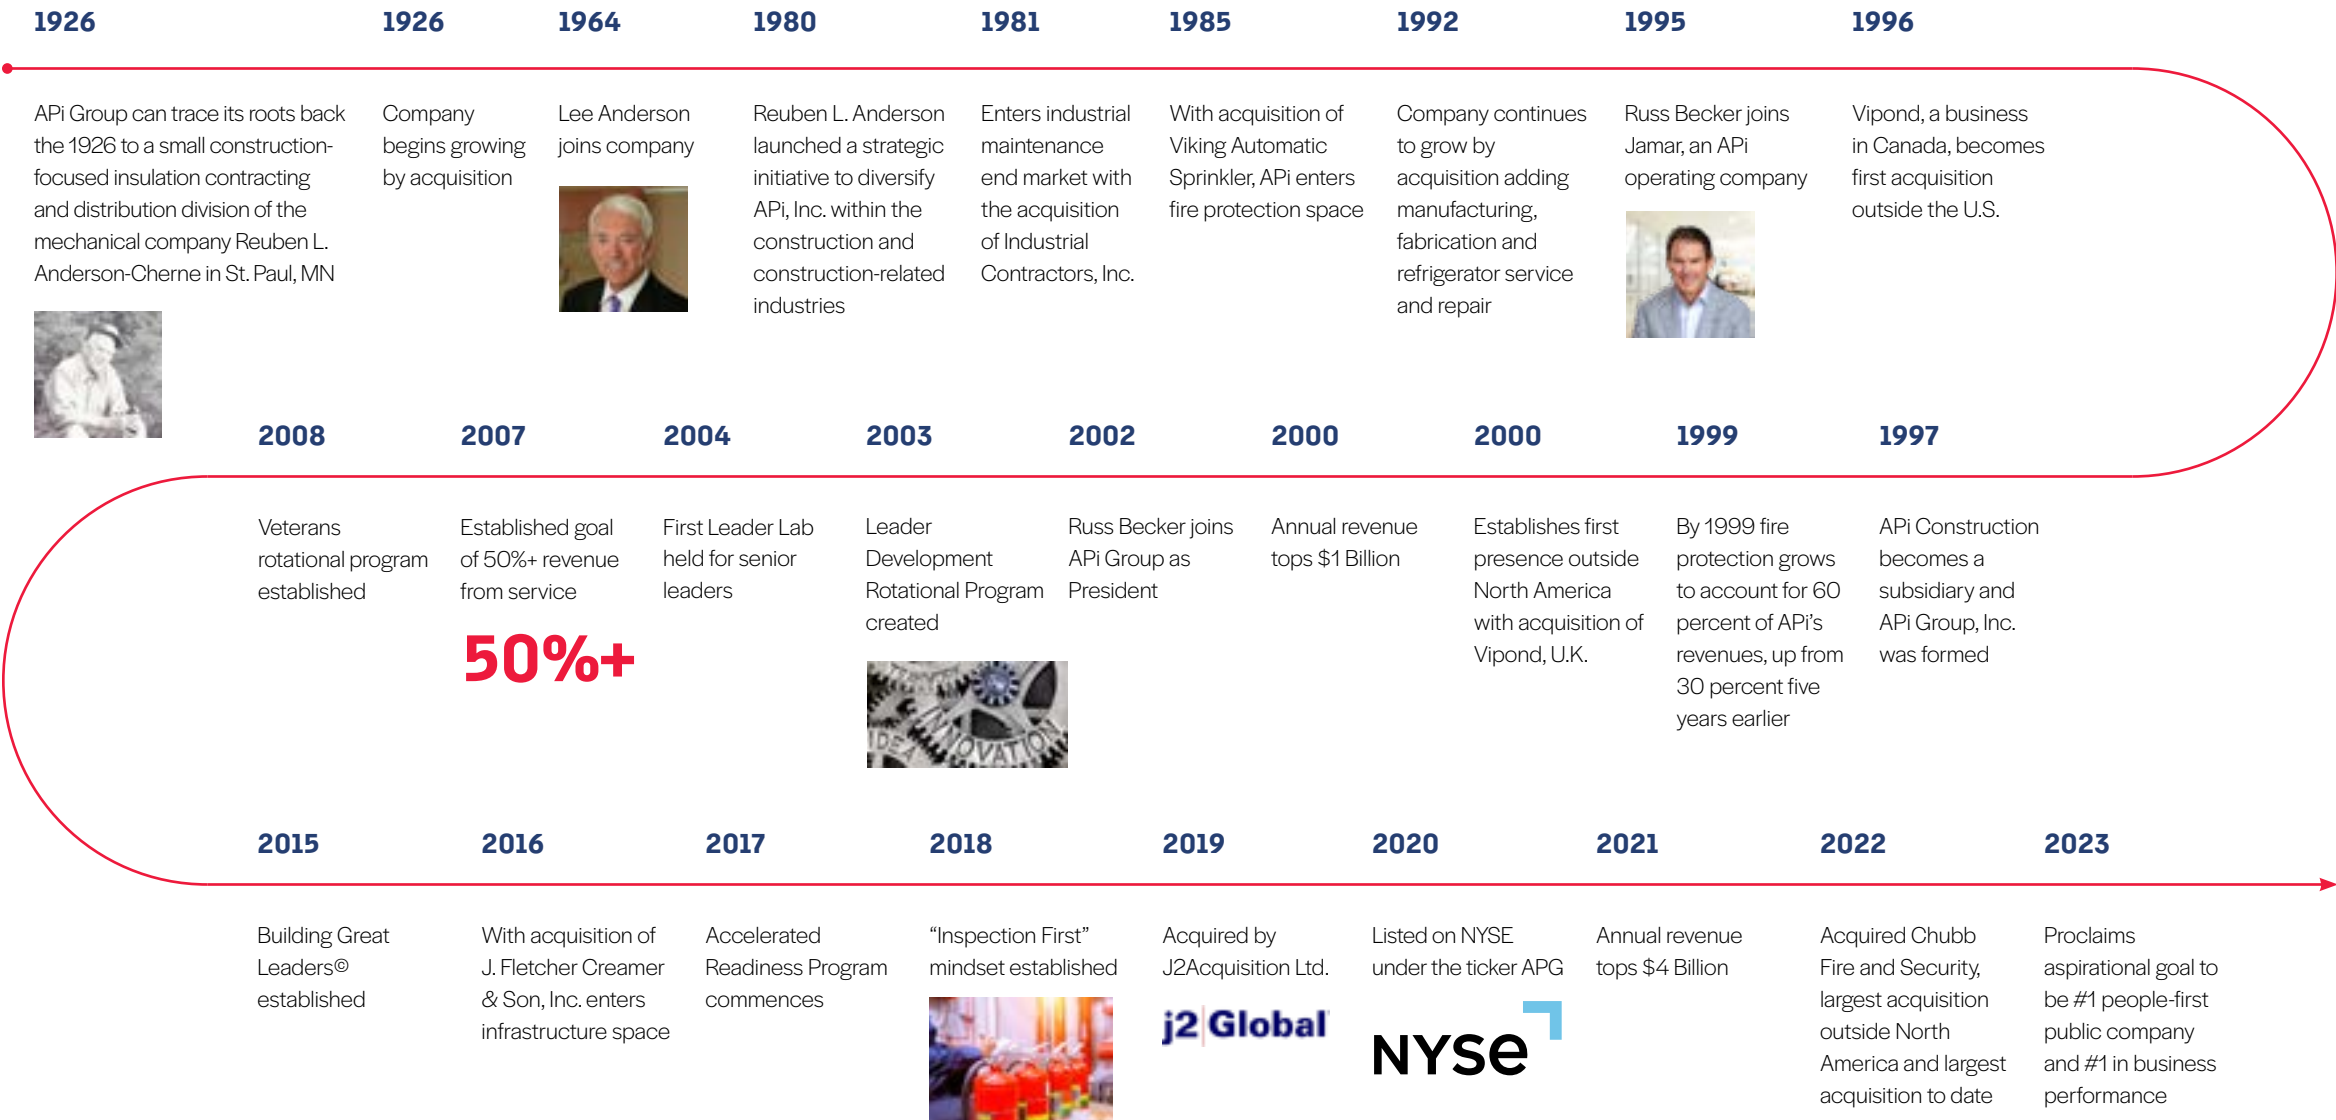 1926
APi Group can trace its roots back
the 1926 to a small construction-
focused insulation contracting
and distribution division of the
mechanical company Reuben L.
Anderson-Cherne in St. Paul, MN
1926
Company
begins growing
by acquisition
1964
Lee Anderson
joins company
1980
Reuben L. Anderson
launched a strategic
initiative to diversify
APi, Inc. within the
construction and
construction-related
industries
1981
Enters industrial
maintenance
end market with
the acquisition
of Industrial
Contractors, Inc.
1985
With acquisition of
Viking Automatic
Sprinkler, APi enters
fire protection space
1992
Company continues
to grow by
acquisition adding
manufacturing,
fabrication and
refrigerator service
and repair
1995
Russ Becker joins
Jamar, an APi
operating company
1996
Vipond, a business
in Canada, becomes
first acquisition
outside the U.S.
2008
Veterans
rotational program
established
2007
Established goal
of 50%+ revenue
from service
50%+
2004
First Leader Lab
held for senior
leaders
2003
Leader
Development
Rotational Program
created
IDEA
INNOVATION
2002
Russ Becker joins
APi Group as
President
2000
Annual revenue
tops $1 Billion
2000
Establishes first
presence outside
North America
with acquisition of
Vipond, U.K.
1999
By 1999 fire
protection grows
to account for 60
percent of APi's
revenues, up from
30 percent five
years earlier
1997
APi Construction
becomes a
subsidiary and
APi Group, Inc.
was formed
2015
Building Great
Leaders©
established
2016
With acquisition of
J. Fletcher Creamer
& Son, Inc. enters
infrastructure space
2017
Accelerated
Readiness Program
commences
2018
“Inspection First”
mindset established
2019
Acquired by
J2Acquisition Ltd.
j2 Global
2020
Listed on NYSE
under the ticker APG
NYSE
2021
Annual revenue
tops $4 Billion
2022
Acquired Chubb
Fire and Security,
largest acquisition
outside North
America and largest
acquisition to date
2023
Proclaims
aspirational goal to
be #1 people-first
public company
and #1 in business
performance